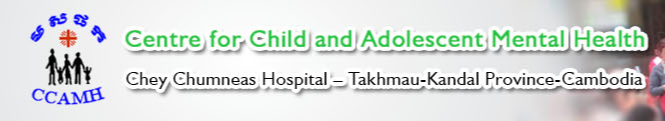 Centre for Child and Adolescent Mental Health
Chey Chumneas Hospital – Takhmau-Kandal Province-Cambodia
CCAMH